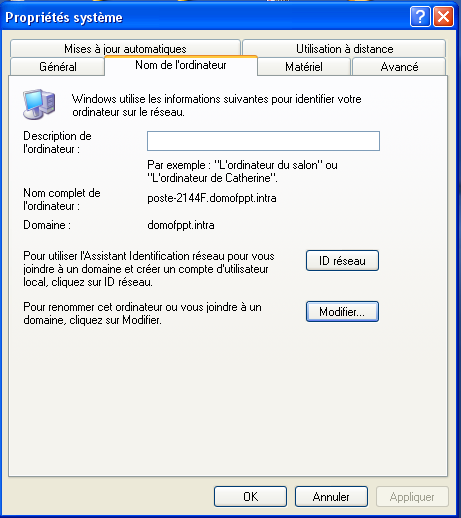 Propriétés système
Mises à jour automatiques
Utilisation à distance
Général
Nom de l'ordinateur
Matériel
Avancé
Windows utilise les informations suivantes pour identifier votre
ordinateur sur le réseau.
Description de
l'ordinateur :
Par exemple : "L'ordinateur du salon" ou
"L'ordinateur de Catherine".
Nom complet de
l'ordinateur :
poste-2144F.domofppt.intra
Domaine :
domofppt.intra
Pour utiliser l'Assistant Identification réseau pour vous
joindre à un domaine et créer un compte d'utilisateur
local, cliquez sur ID réseau.
ID réseau
Pour renommer cet ordinateur ou vous joindre à un
domaine, cliquez sur Modifier.
Modifier...
OK
Annuler
Appliquer